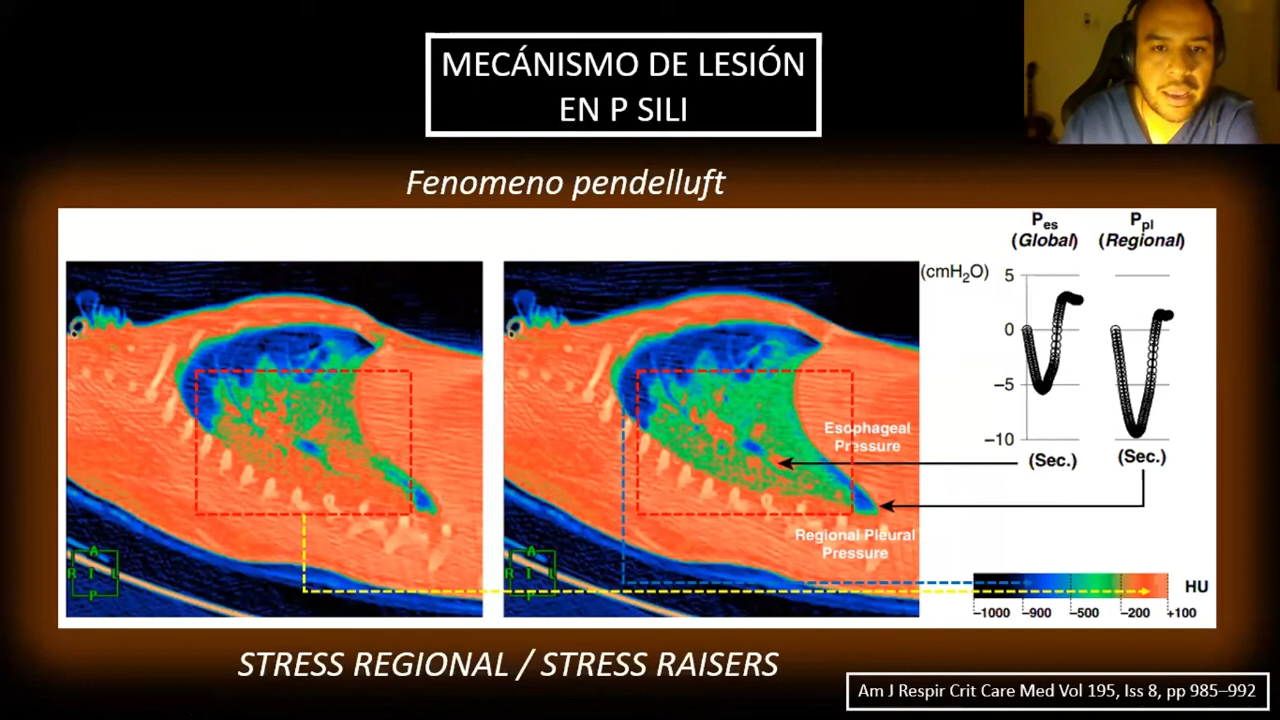 MECÁNISMO DE LESIÓN
EN P SILI
Fenomeno pendelluft
Pes
(Global)
Ppl
(Regional)
(cmH2O)
5
0
−5
−10
(Sec.)
(Sec.)
Esophageal
Pressure
Regional Pleural
Pressure
A
R I L
P
A
R I L
P
HU
−1000 −900 −500 −200 +100
STRESS REGIONAL / STRESS RAISERS
Am J Respir Crit Care Med Vol 195, Iss 8, pp 985–992